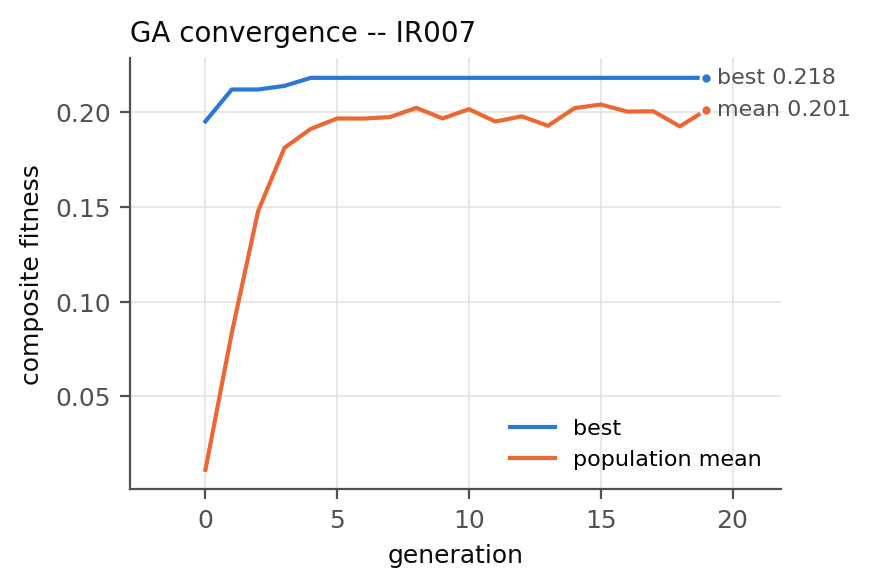 GA convergence -- IR007
best 0.218
mean 0.201
0.20
0.15
0.10
0.05
composite fitness
best
population mean
0
5
10
15
20
generation